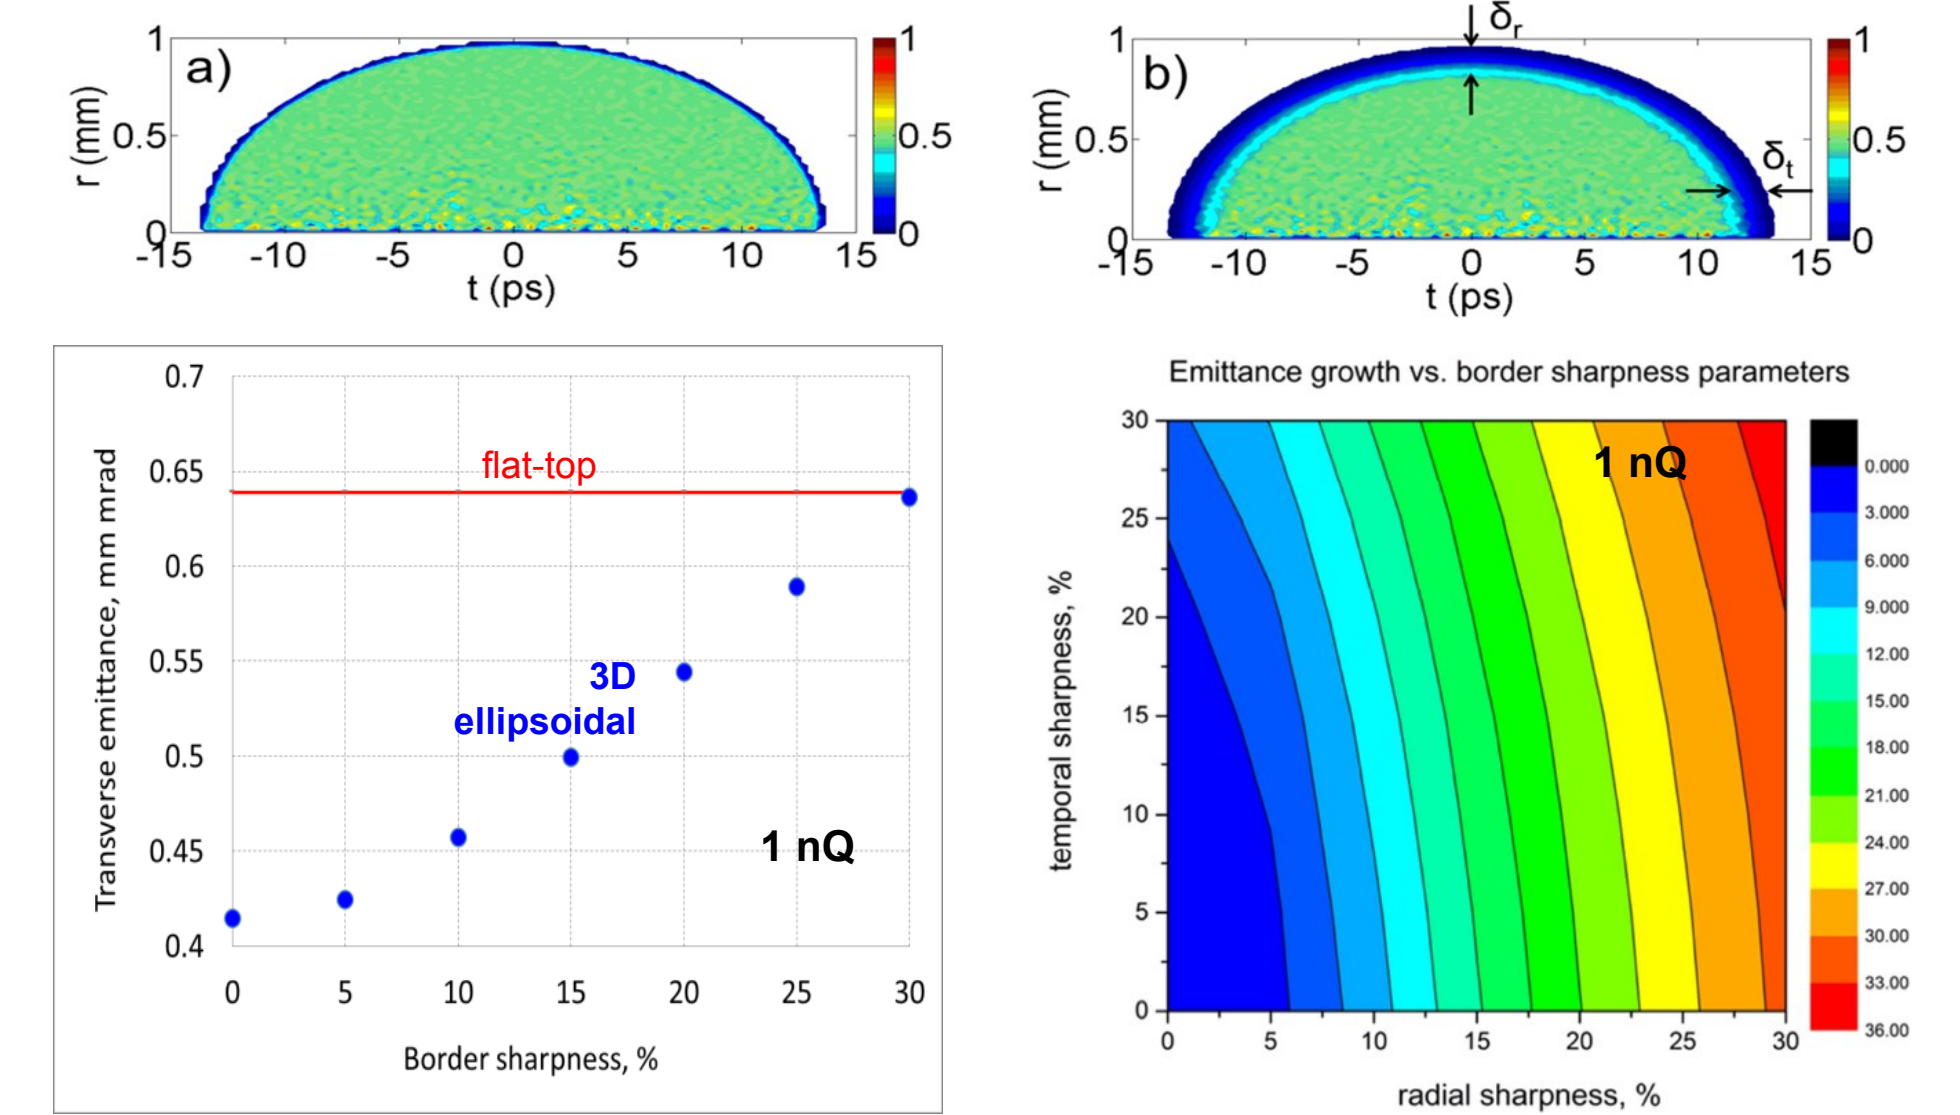 a)
1
0.5
0
r (mm)
-15 -10 -5 0 5 10 15
t (ps)
1
0.5
0
b)
δr
δt
1
0.5
0
r (mm)
-15 -10 -5 0 5 10 15
t (ps)
1
0.5
0
0.7
0.65
0.6
0.55
0.5
0.45
0.4
Transverse emittance, mm mrad
flat-top
3D
ellipsoidal
1 nQ
0 5 10 15 20 25 30
Border sharpness, %
Emittance growth vs. border sharpness parameters
30
25
20
15
10
5
0
temporal sharpness, %
1 nQ
0 5 10 15 20 25 30
radial sharpness, %
0.000
3.000
6.000
9.000
12.00
15.00
18.00
21.00
24.00
27.00
30.00
33.00
36.00